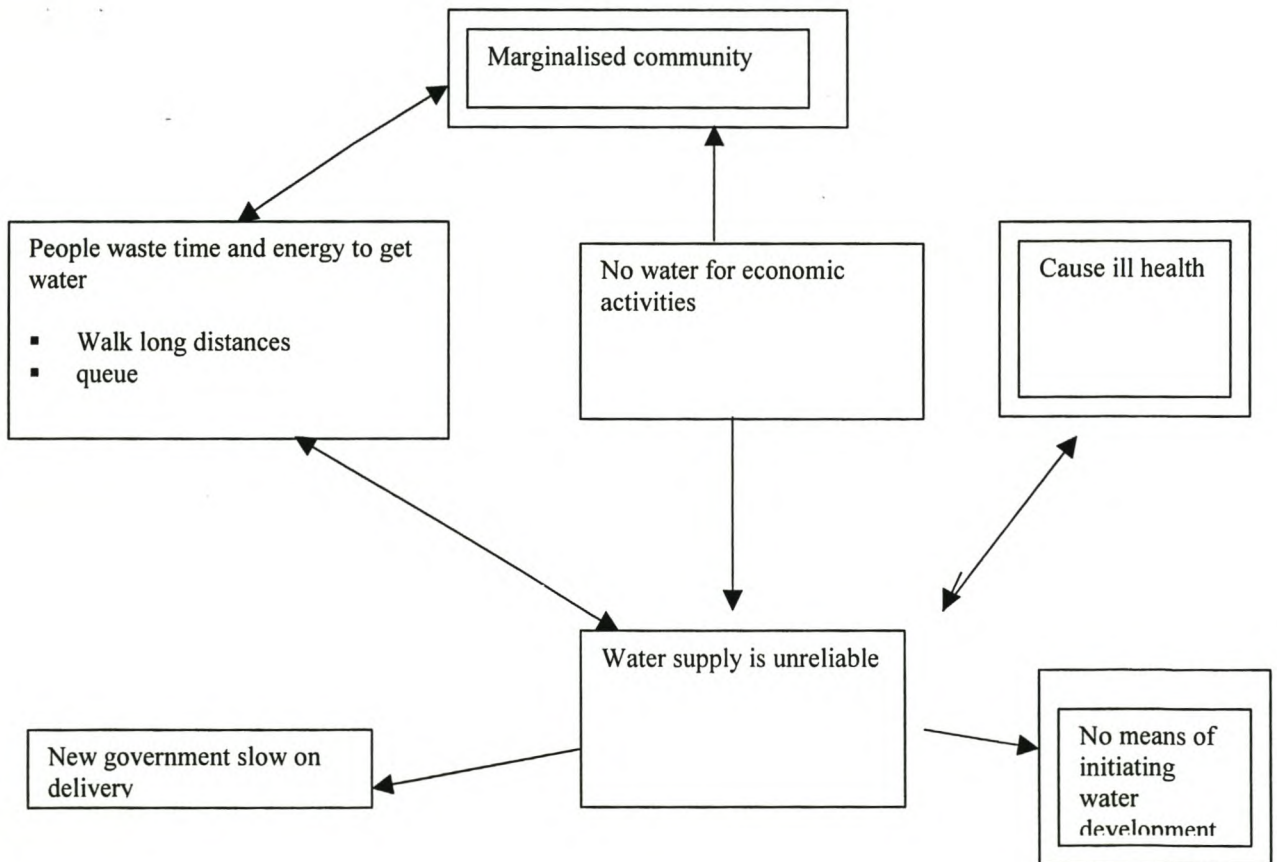 Marginalised community
People waste time and energy to get
water
▪ Walk long distances
▪ queue
No water for economic
activities
Cause ill health
Water supply is unreliable
New government slow on
delivery
No means of
initiating
water
development